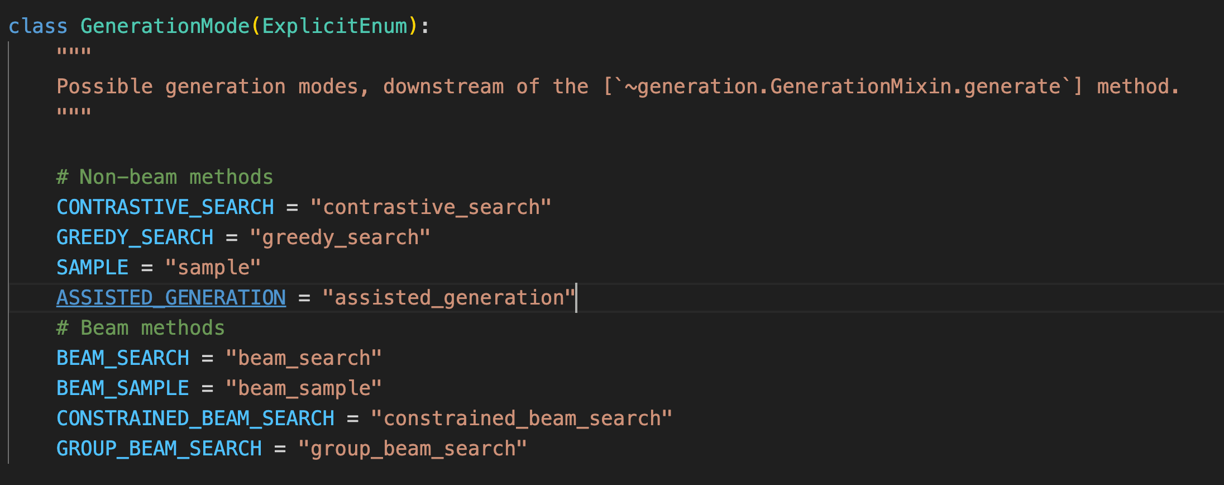 class GenerationMode(ExplicitEnum):
    """
    Possible generation modes, downstream of the [`~generation.GenerationMixin.generate`] method.
    """

    # Non-beam methods
    CONTRASTIVE_SEARCH = "contrastive_search"
    GREEDY_SEARCH = "greedy_search"
    SAMPLE = "sample"
    ASSISTED_GENERATION = "assisted_generation"
    # Beam methods
    BEAM_SEARCH = "beam_search"
    BEAM_SAMPLE = "beam_sample"
    CONSTRAINED_BEAM_SEARCH = "constrained_beam_search"
    GROUP_BEAM_SEARCH = "group_beam_search"